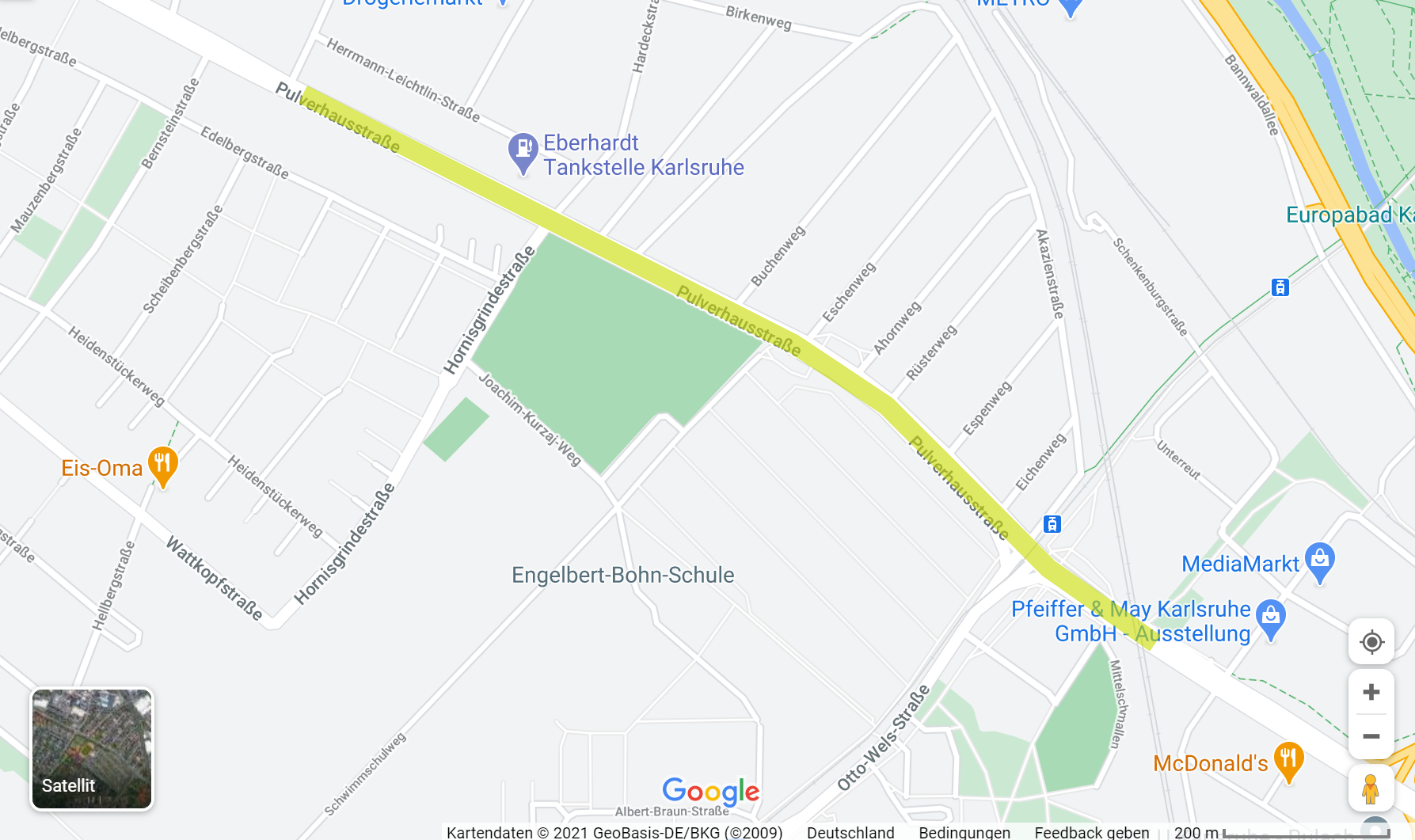 Drogeriemarkt
METRO
Birkenweg
Hardeckstra
delbergstraße
Herrmann-Leichtlin-Straße
Bannwaldallee
Pulverhausstraße
Bernsteinstraße
Edelbergstraße
Mauzenbergstraße
Eberhardt
Tankstelle Karlsruhe
Europabad Ka
Scheibenbergstraße
Buchenweg
Akazienstraße
Schenkenburgstraße
Eschenweg
Hornisgrindestraße
Pulverhausstraße
Ahornweg
Rüsterweg
Heidenstückerweg
Joachim-Kurzaj-Weg
Espenweg
Eichenweg
Unterreut
Eis-Oma
Heidenstückerweg
Pulverhausstraße
Hornisgrindestraße
Wattkopfstraße
Hellbergstraße
Engelbert-Bohn-Schule
MediaMarkt
Pfeiffer & May Karlsruhe
GmbH - Ausstellung
Mittelschmallen
Otto-Wels-Straße
Schwimmschulweg
McDonald's
Satellit
Google
Albert-Braun-Straße
Kartendaten © 2021 GeoBasis-DE/BKG (©2009) Deutschland Bedingungen Feedback geben 200 m